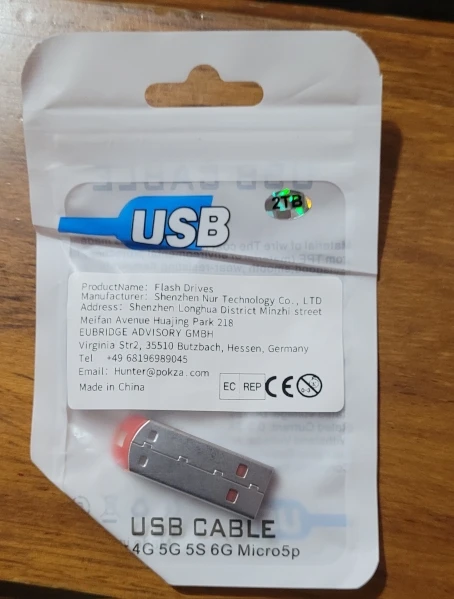 2TB
USB
ProductName: Flash Drives
Manufacturer: Shenzhen Nur Technology Co., LTD
Address: Shenzhen Longhua District Minzhi street
Meifan Avenue Huajing Park 218
EUBRIDGE ADVISORY GMBH
Virginia Str2, 35510 Butzbach, Hessen, Germany
Tel +49 68196989045
Email: Hunter@pokza.com
Made in China
EC REP CE
USB CABLE
4G 5G 5S 6G Micro5p